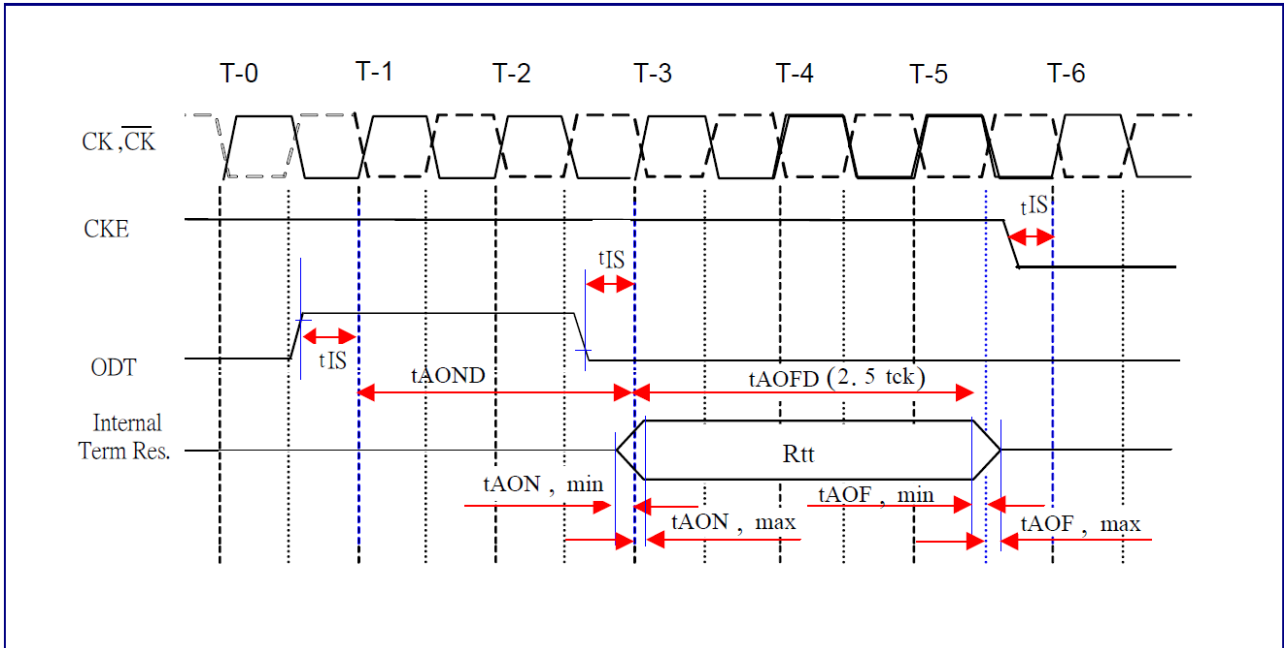 T-0 T-1 T-2 T-3 T-4 T-5 T-6
CK ,C̅K̅
CKE
tIS
tIS
tIS
ODT
tAOND
tAOFD (2. 5 tck)
Internal
Term Res.
Rtt
tAON , min
tAOF , min
tAON , max
tAOF , max